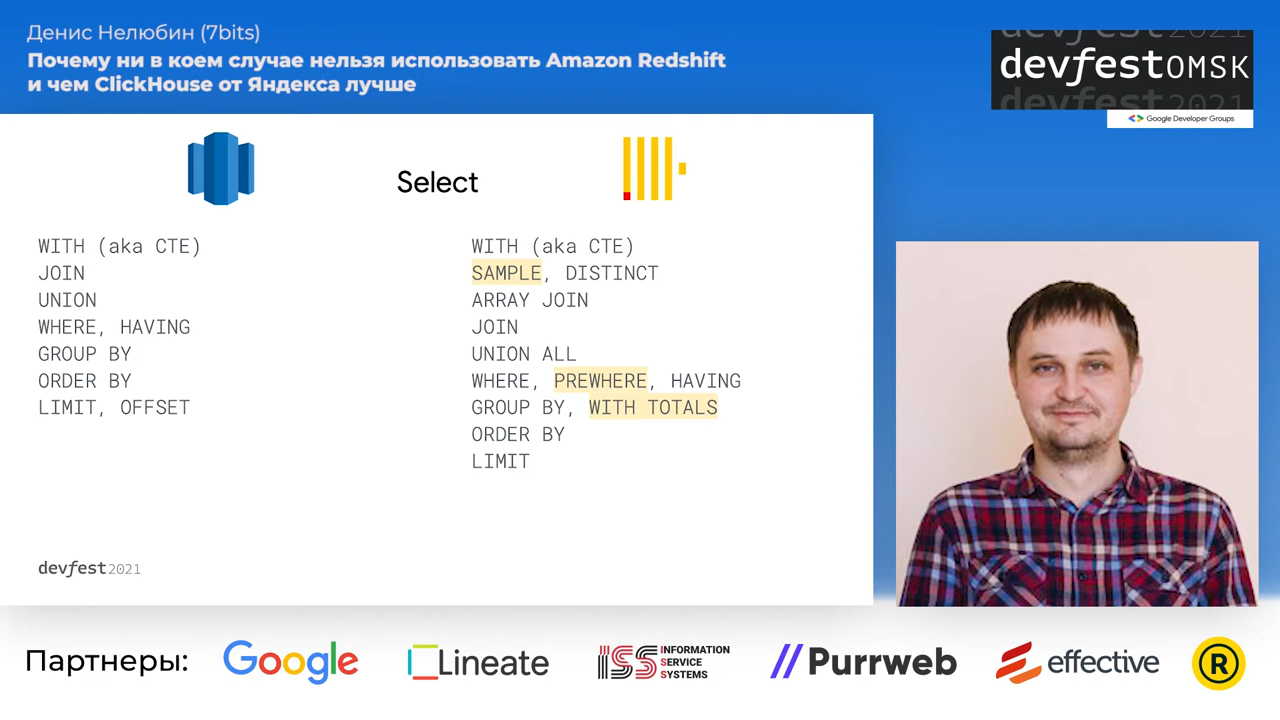 Денис Нелюбин (7bits)
Почему ни в коем случае нельзя использовать Amazon Redshift
и чем ClickHouse от Яндекса лучше
devfest2021
devfestOMSK
devfest2021
Google Developer Groups
Select
WITH (aka CTE)
JOIN
UNION
WHERE, HAVING
GROUP BY
ORDER BY
LIMIT, OFFSET
WITH (aka CTE)
SAMPLE, DISTINCT
ARRAY JOIN
JOIN
UNION ALL
WHERE, PREWHERE, HAVING
GROUP BY, WITH TOTALS
ORDER BY
LIMIT
devfest2021
Партнеры:
Google
Lineate
ISS INFORMATION
SERVICE
SYSTEMS
Purrweb
effective
R